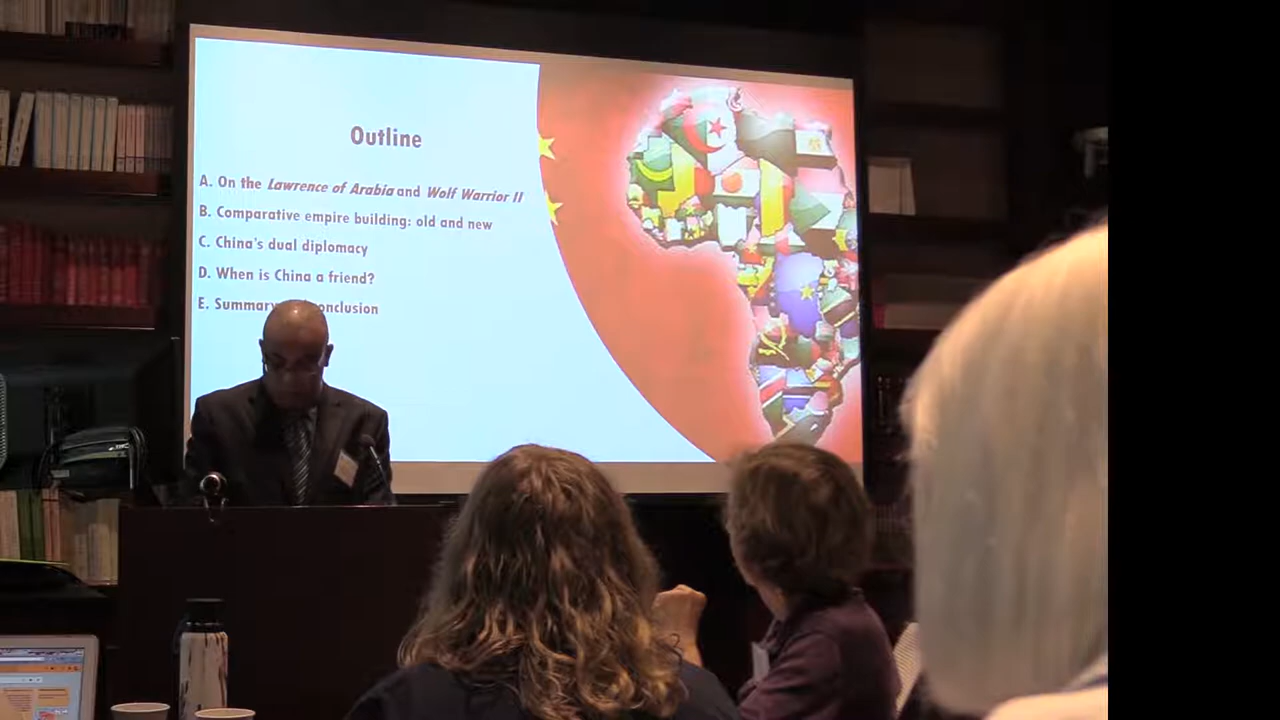 Outline
A. On the Lawrence of Arabia and Wolf Warrior II
B. Comparative empire building: old and new
C. China's dual diplomacy
D. When is China a friend?
E. Summary onclusion